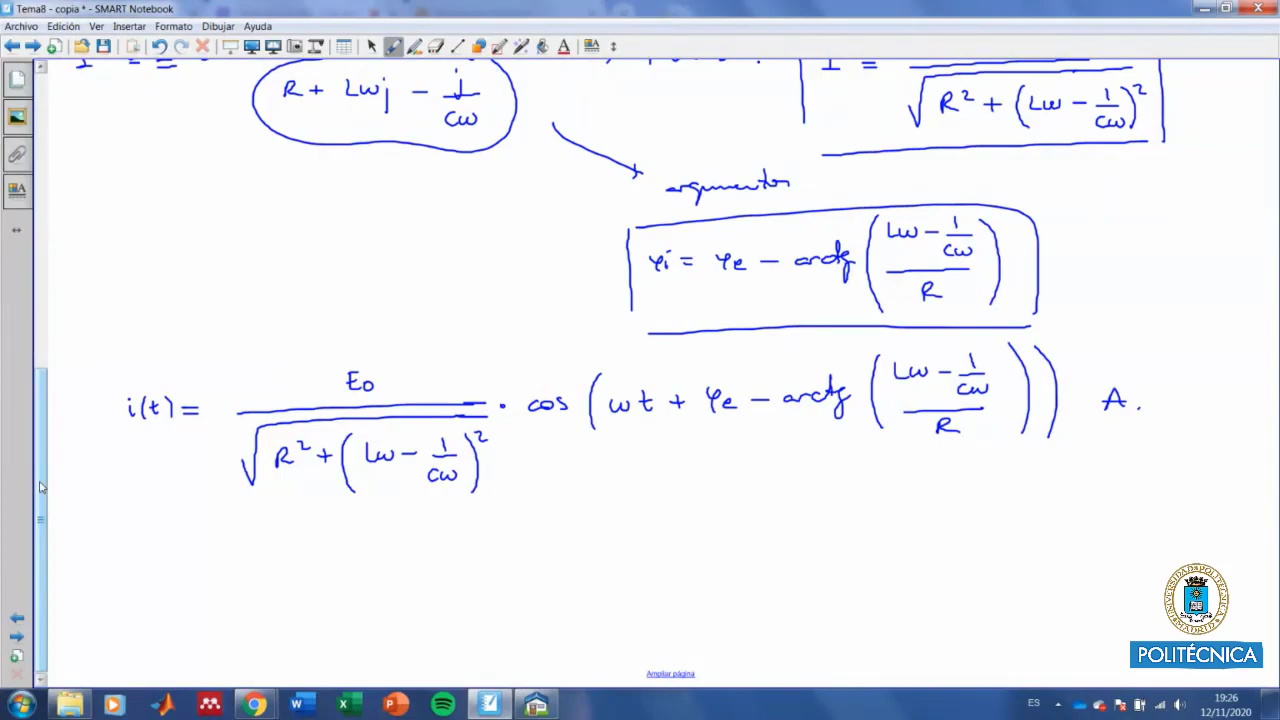 Tema8 - copia * - SMART Notebook
Archivo Edición Ver Insertar Formato Dibujar Ayuda
I =
R + Lωj - j/cω
I = √R² + (Lω - 1/cω)²
argumentos
φi = φe - arctg ( (Lω - 1/cω) / R )
i(t) = E₀ / √R² + (Lω - 1/cω)² · cos ( ωt + φe - arctg ( (Lω - 1/cω) / R ) ) A.
POLITÉCNICA
Ampliar página
ES
19:26
12/11/2020